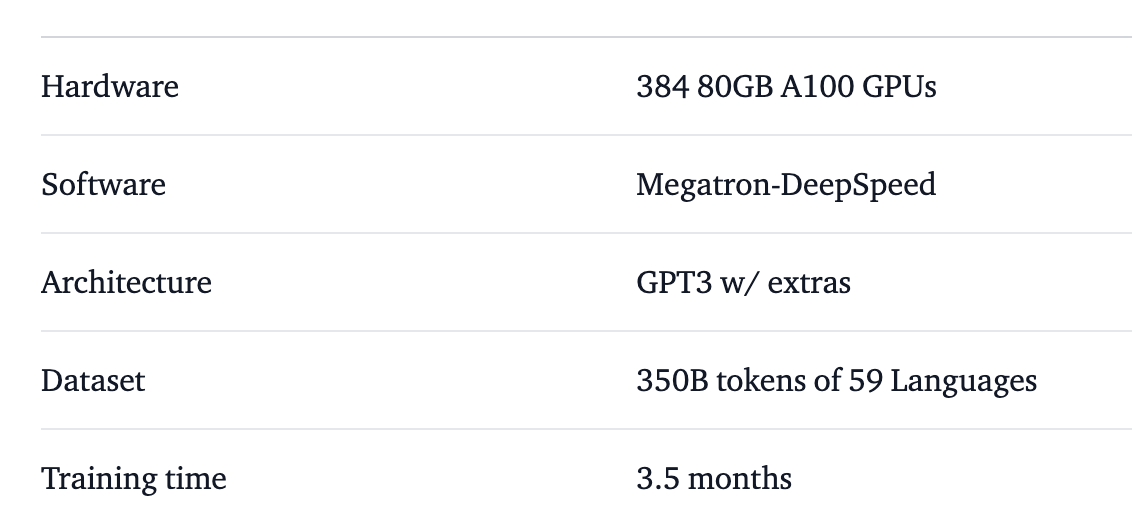 Hardware 384 80GB A100 GPUs
Software Megatron-DeepSpeed
Architecture GPT3 w/ extras
Dataset 350B tokens of 59 Languages
Training time 3.5 months